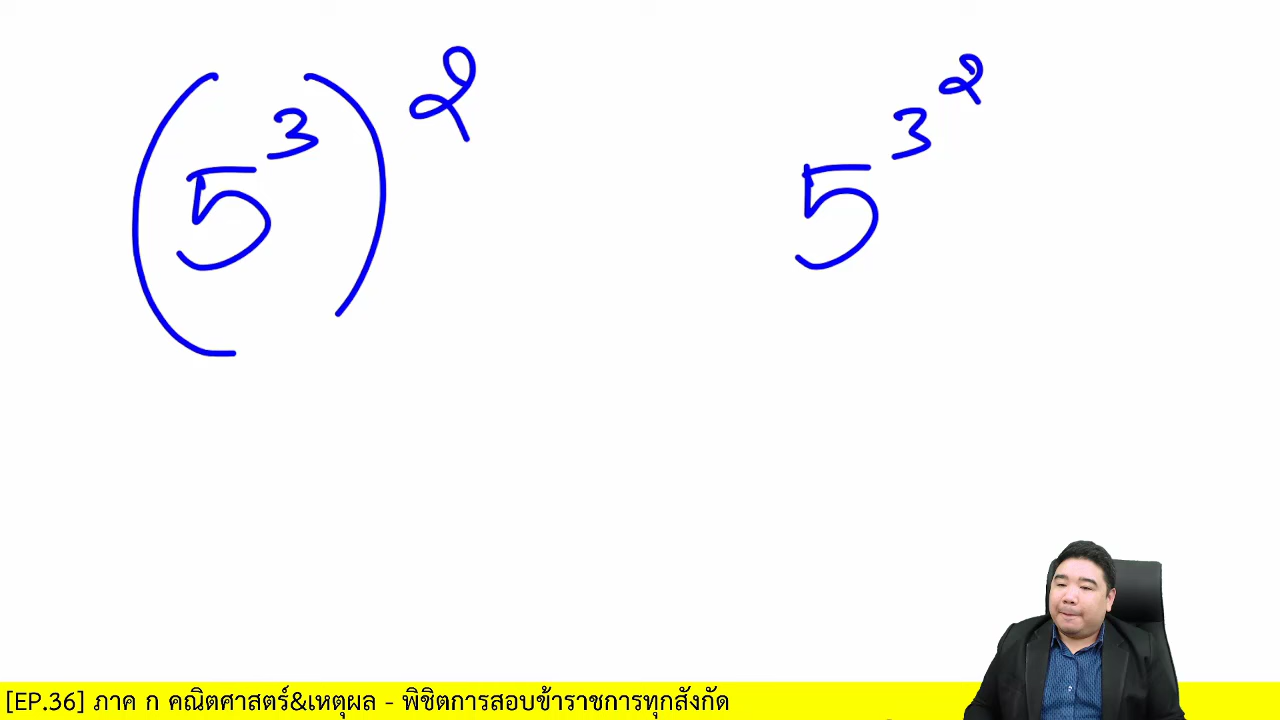 (5³)² 5^3^2
[EP.36] ภาค ก คณิตศาสตร์&เหตุผล - พิชิตการสอบข้าราชการทุกสังกัด